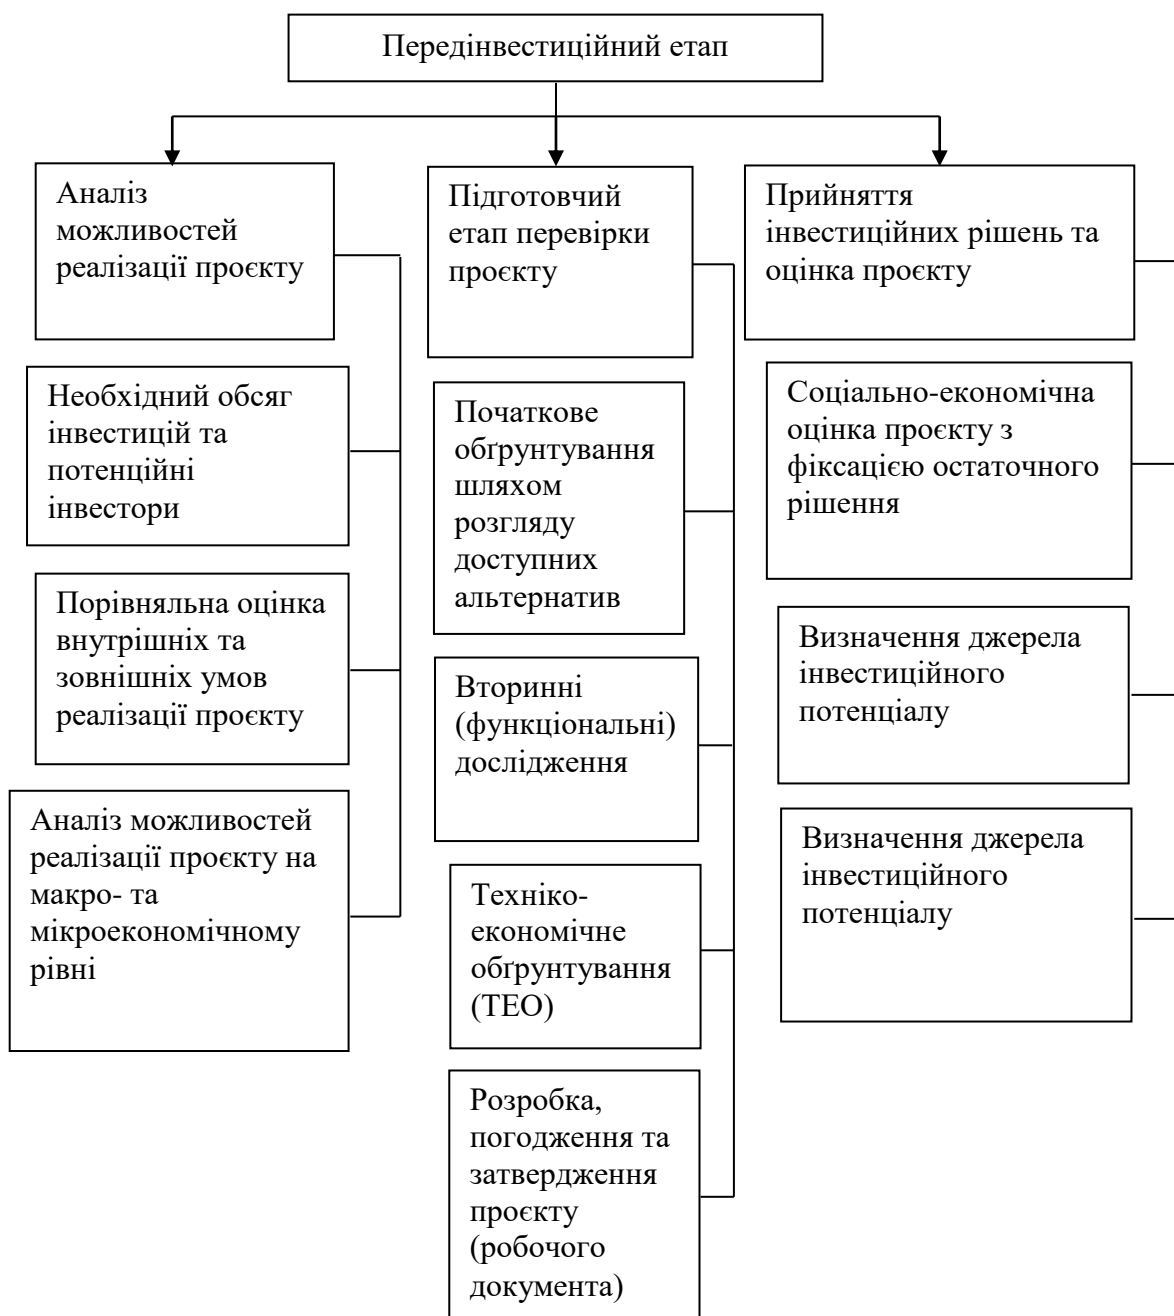 Передінвестиційний етап
Аналіз
можливостей
реалізації проєкту
Необхідний обсяг
інвестицій та
потенційні
інвестори
Порівняльна оцінка
внутрішніх та
зовнішніх умов
реалізації проєкту
Аналіз можливостей
реалізації проєкту на
макро- та
мікроекономічному
рівні
Підготовчий
етап перевірки
проєкту
Початкове
обґрунтування
шляхом
розгляду
доступних
альтернатив
Вторинні
(функціональні)
дослідження
Техніко-
економічне
обґрунтування
(ТЕО)
Розробка,
погодження та
затвердження
проєкту
(робочого
документа)
Прийняття
інвестиційних рішень та
оцінка проєкту
Соціально-економічна
оцінка проєкту з
фіксацією остаточного
рішення
Визначення джерела
інвестиційного
потенціалу
Визначення джерела
інвестиційного
потенціалу